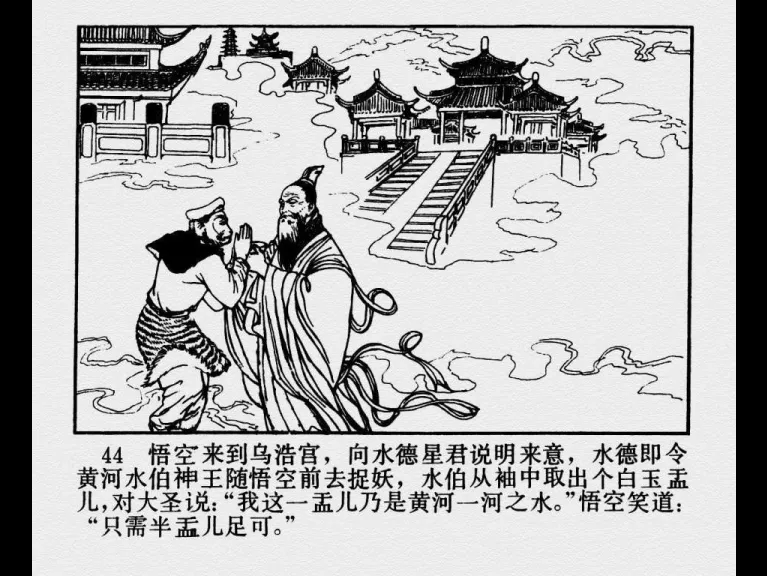 44 悟空来到乌浩宫，向水德星君说明来意，水德即令
黄河水伯神王随悟空前去捉妖，水伯从袖中取出个白玉盂
儿，对大圣说：“我这一盂儿乃是黄河一河之水。”悟空笑道：
“只需半盂儿足可。”